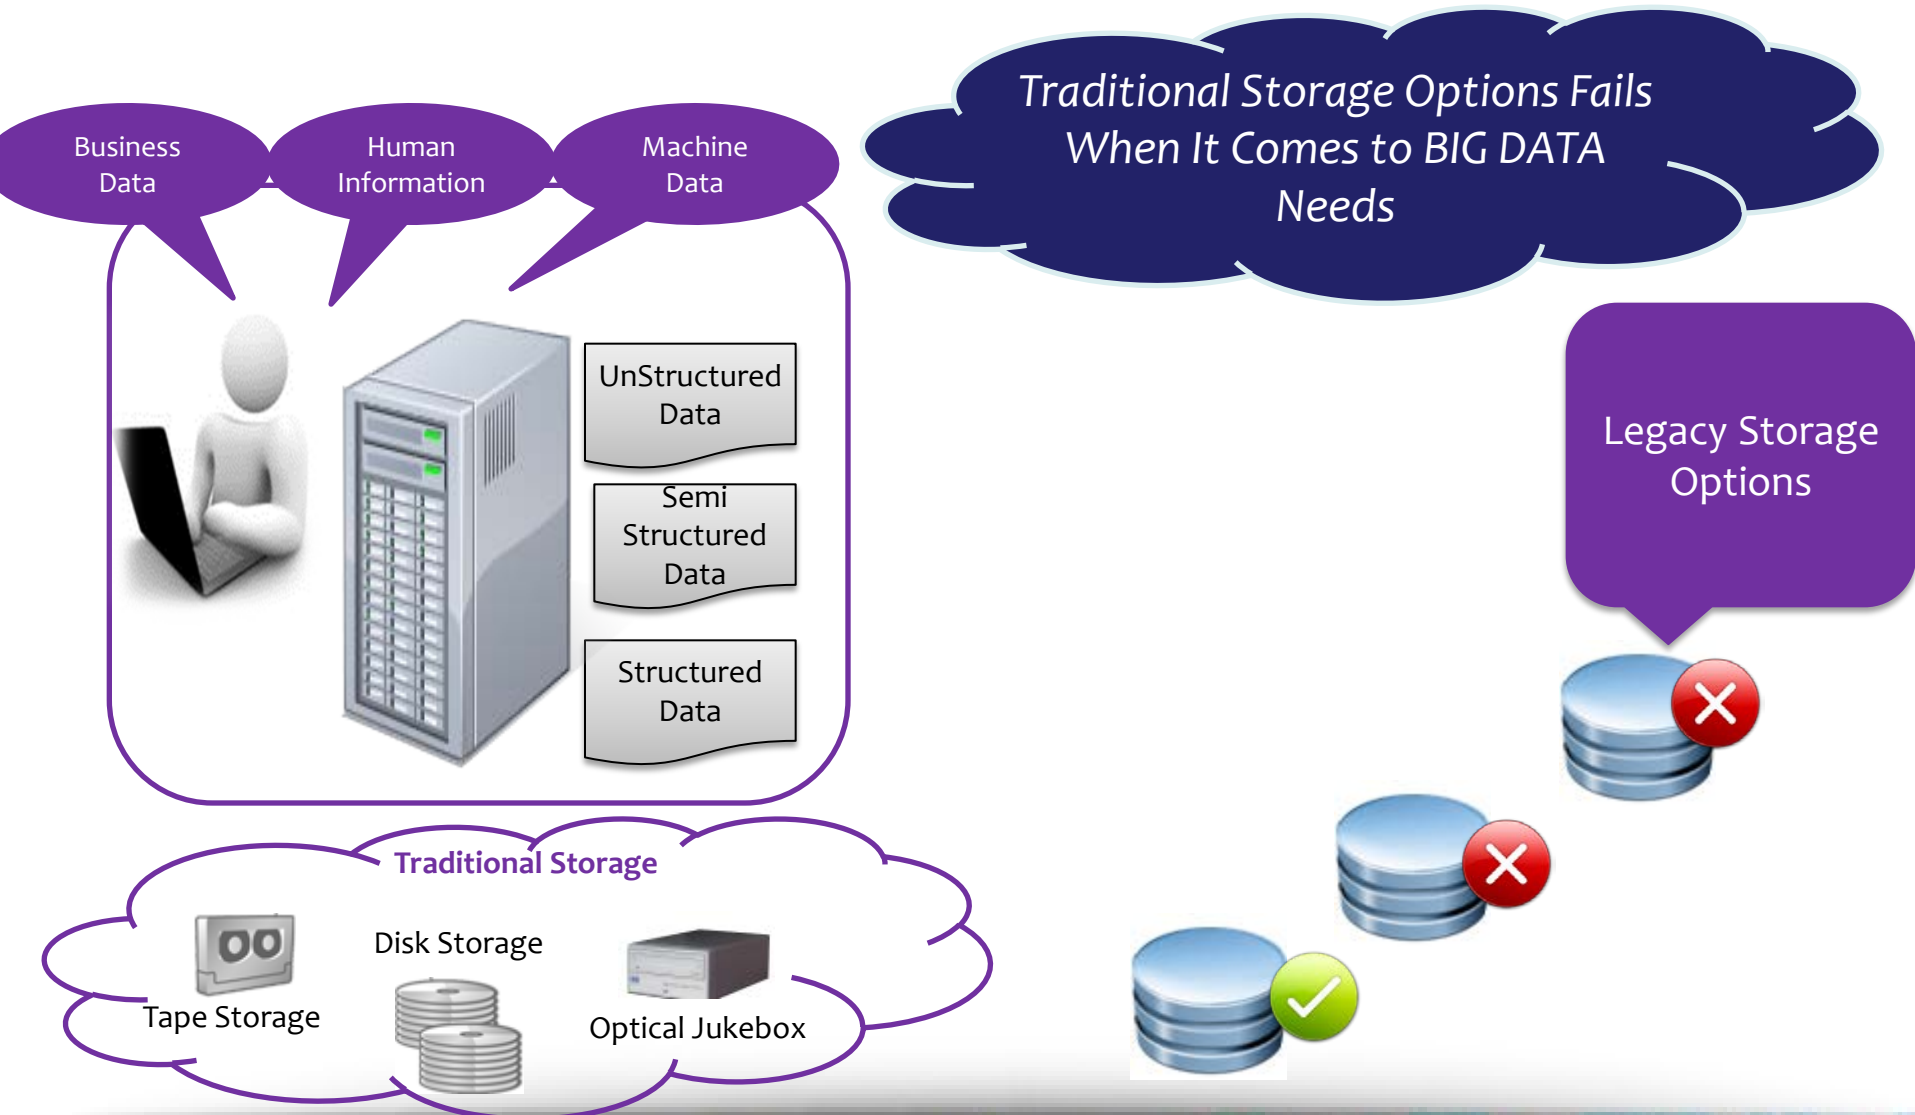 Traditional Storage Options Fails
When It Comes to BIG DATA
Needs
Business
Data
Human
Information
Machine
Data
UnStructured
Data
Semi
Structured
Data
Structured
Data
Legacy Storage
Options
Traditional Storage
Tape Storage
Disk Storage
Optical Jukebox